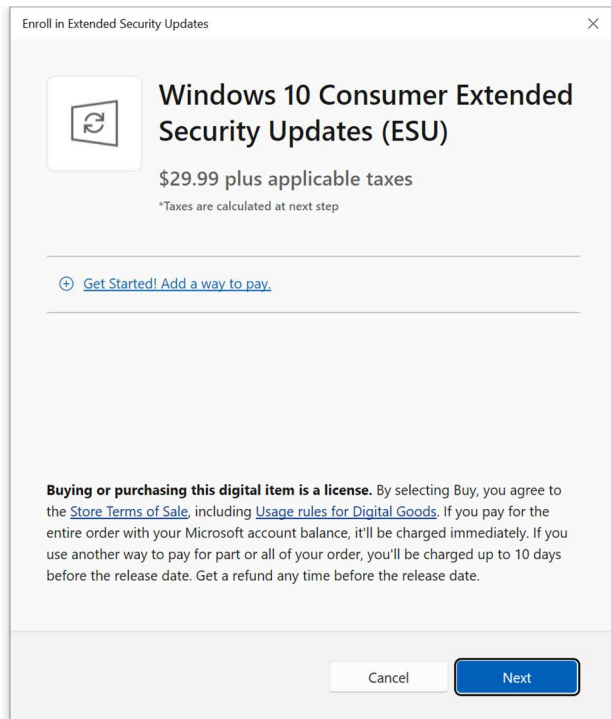 Enroll in Extended Security Updates
Windows 10 Consumer Extended
Security Updates (ESU)
$29.99 plus applicable taxes
*Taxes are calculated at next step
Get Started! Add a way to pay.
Buying or purchasing this digital item is a license. By selecting Buy, you agree to
the Store Terms of Sale, including Usage rules for Digital Goods. If you pay for the
entire order with your Microsoft account balance, it'll be charged immediately. If you
use another way to pay for part or all of your order, you'll be charged up to 10 days
before the release date. Get a refund any time before the release date.
Cancel
Next